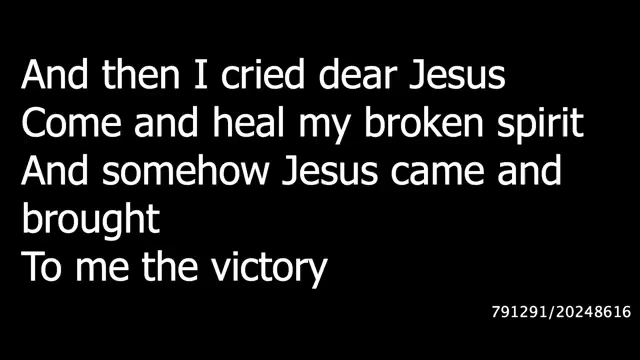 And then I cried dear Jesus
Come and heal my broken spirit
And somehow Jesus came and
brought
To me the victory
791291/20248616